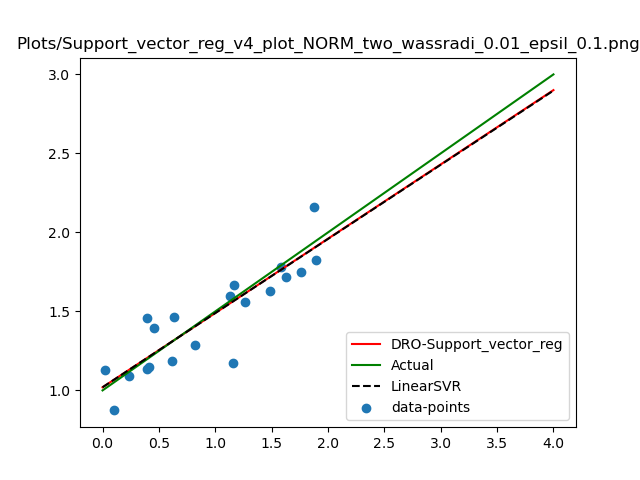 Plots/Support_vector_reg_v4_plot_NORM_two_wassradi_0.01_epsil_0.1.png
3.0
2.5
2.0
1.5
1.0
DRO-Support_vector_reg
Actual
LinearSVR
data-points
0.0 0.5 1.0 1.5 2.0 2.5 3.0 3.5 4.0